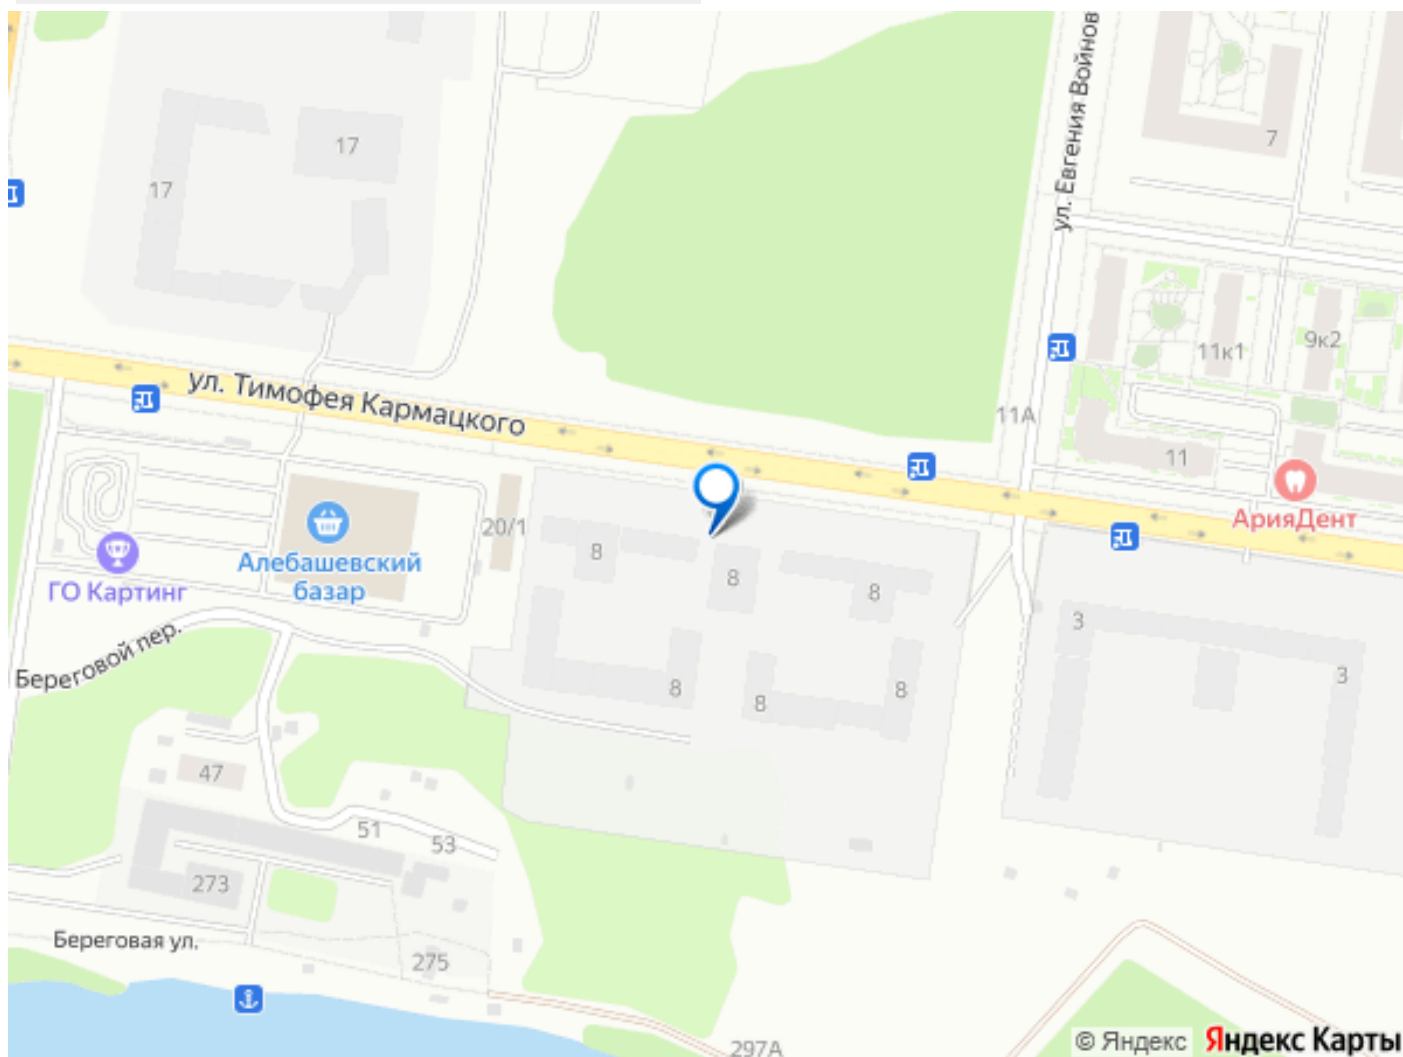 ул. Евгения Войнов
7
17
17
11к1
9к2
ул. Тимофея Кармацкого
11А
11
АрияДент
20/1
Алебашевский
базар
ГО Картинг
8
8
8
3
3
Береговой пер.
8
8
8
47
51
53
273
Береговая ул.
275
297А
© Яндекс Яндекс Карты